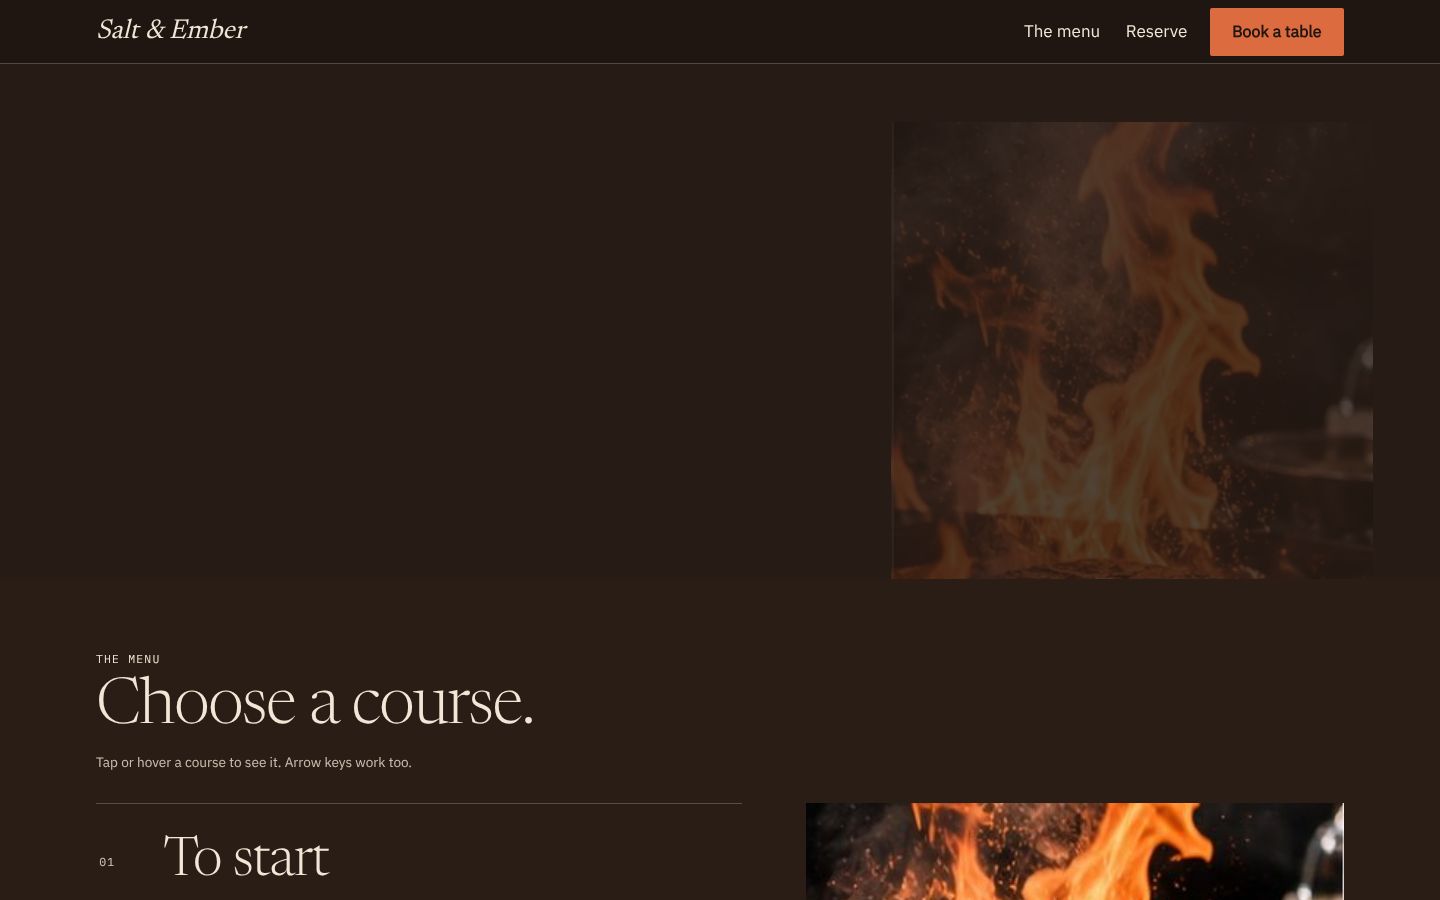 Salt & Ember
The menu
Reserve
Book a table
THE MENU
Choose a course.
Tap or hover a course to see it. Arrow keys work too.
01
To start